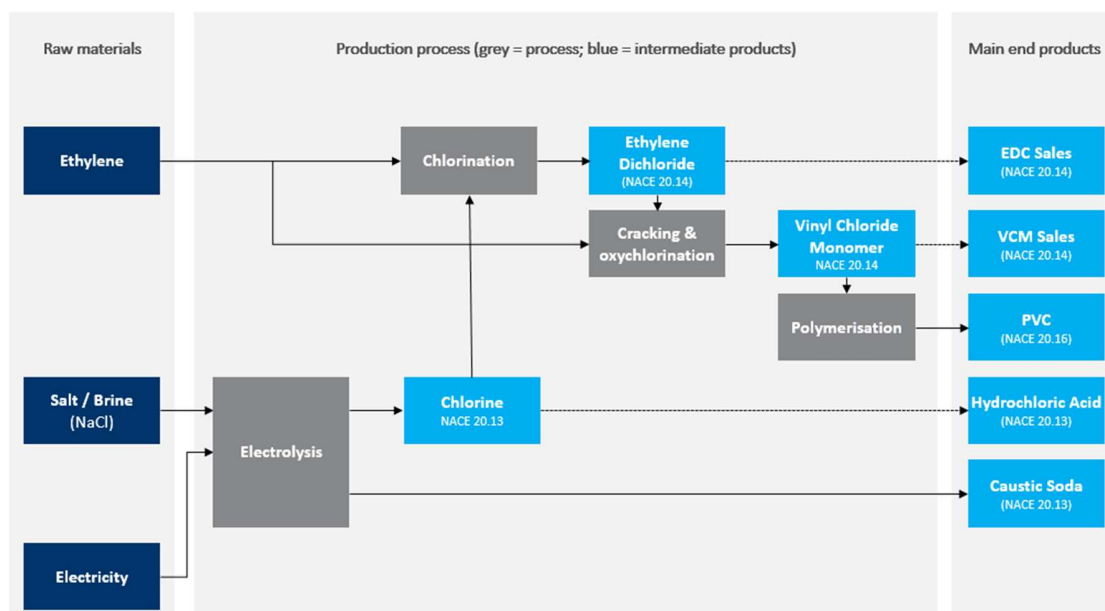 Raw materials
Production process (grey = process; blue = intermediate products)
Main end products
Ethylene
Chlorination
Ethylene
Dichloride
(NACE 20.14)
EDC Sales
(NACE 20.14)
Cracking &
oxychlorination
Vinyl Chloride
Monomer
NACE 20.14
VCM Sales
(NACE 20.14)
Polymerisation
PVC
(NACE 20.16)
Salt / Brine
(NaCl)
Electrolysis
Chlorine
NACE 20.13
Hydrochloric Acid
(NACE 20.13)
Caustic Soda
(NACE 20.13)
Electricity